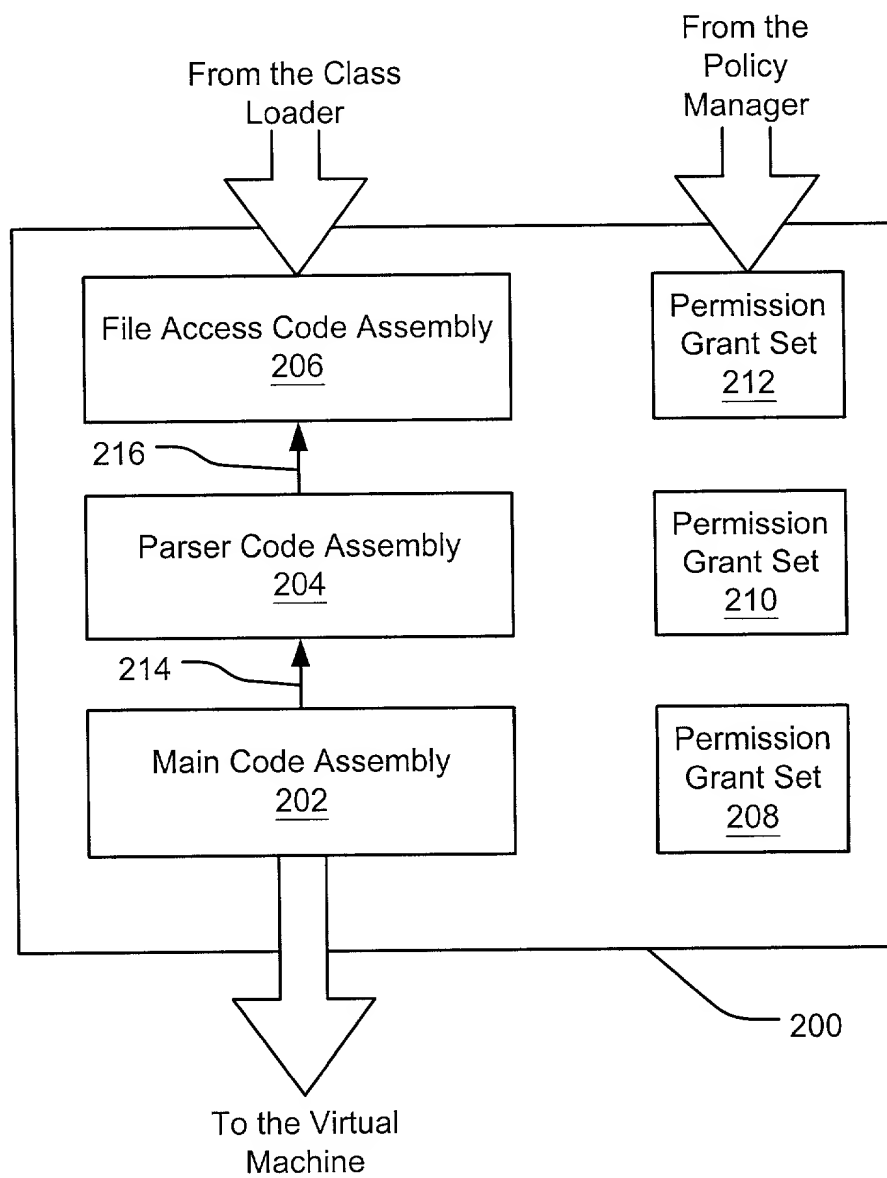 From the Class
Loader
From the
Policy
Manager
File Access Code Assembly
206
Permission
Grant Set
212
216
Parser Code Assembly
204
Permission
Grant Set
210
214
Main Code Assembly
202
Permission
Grant Set
208
200
To the Virtual
Machine